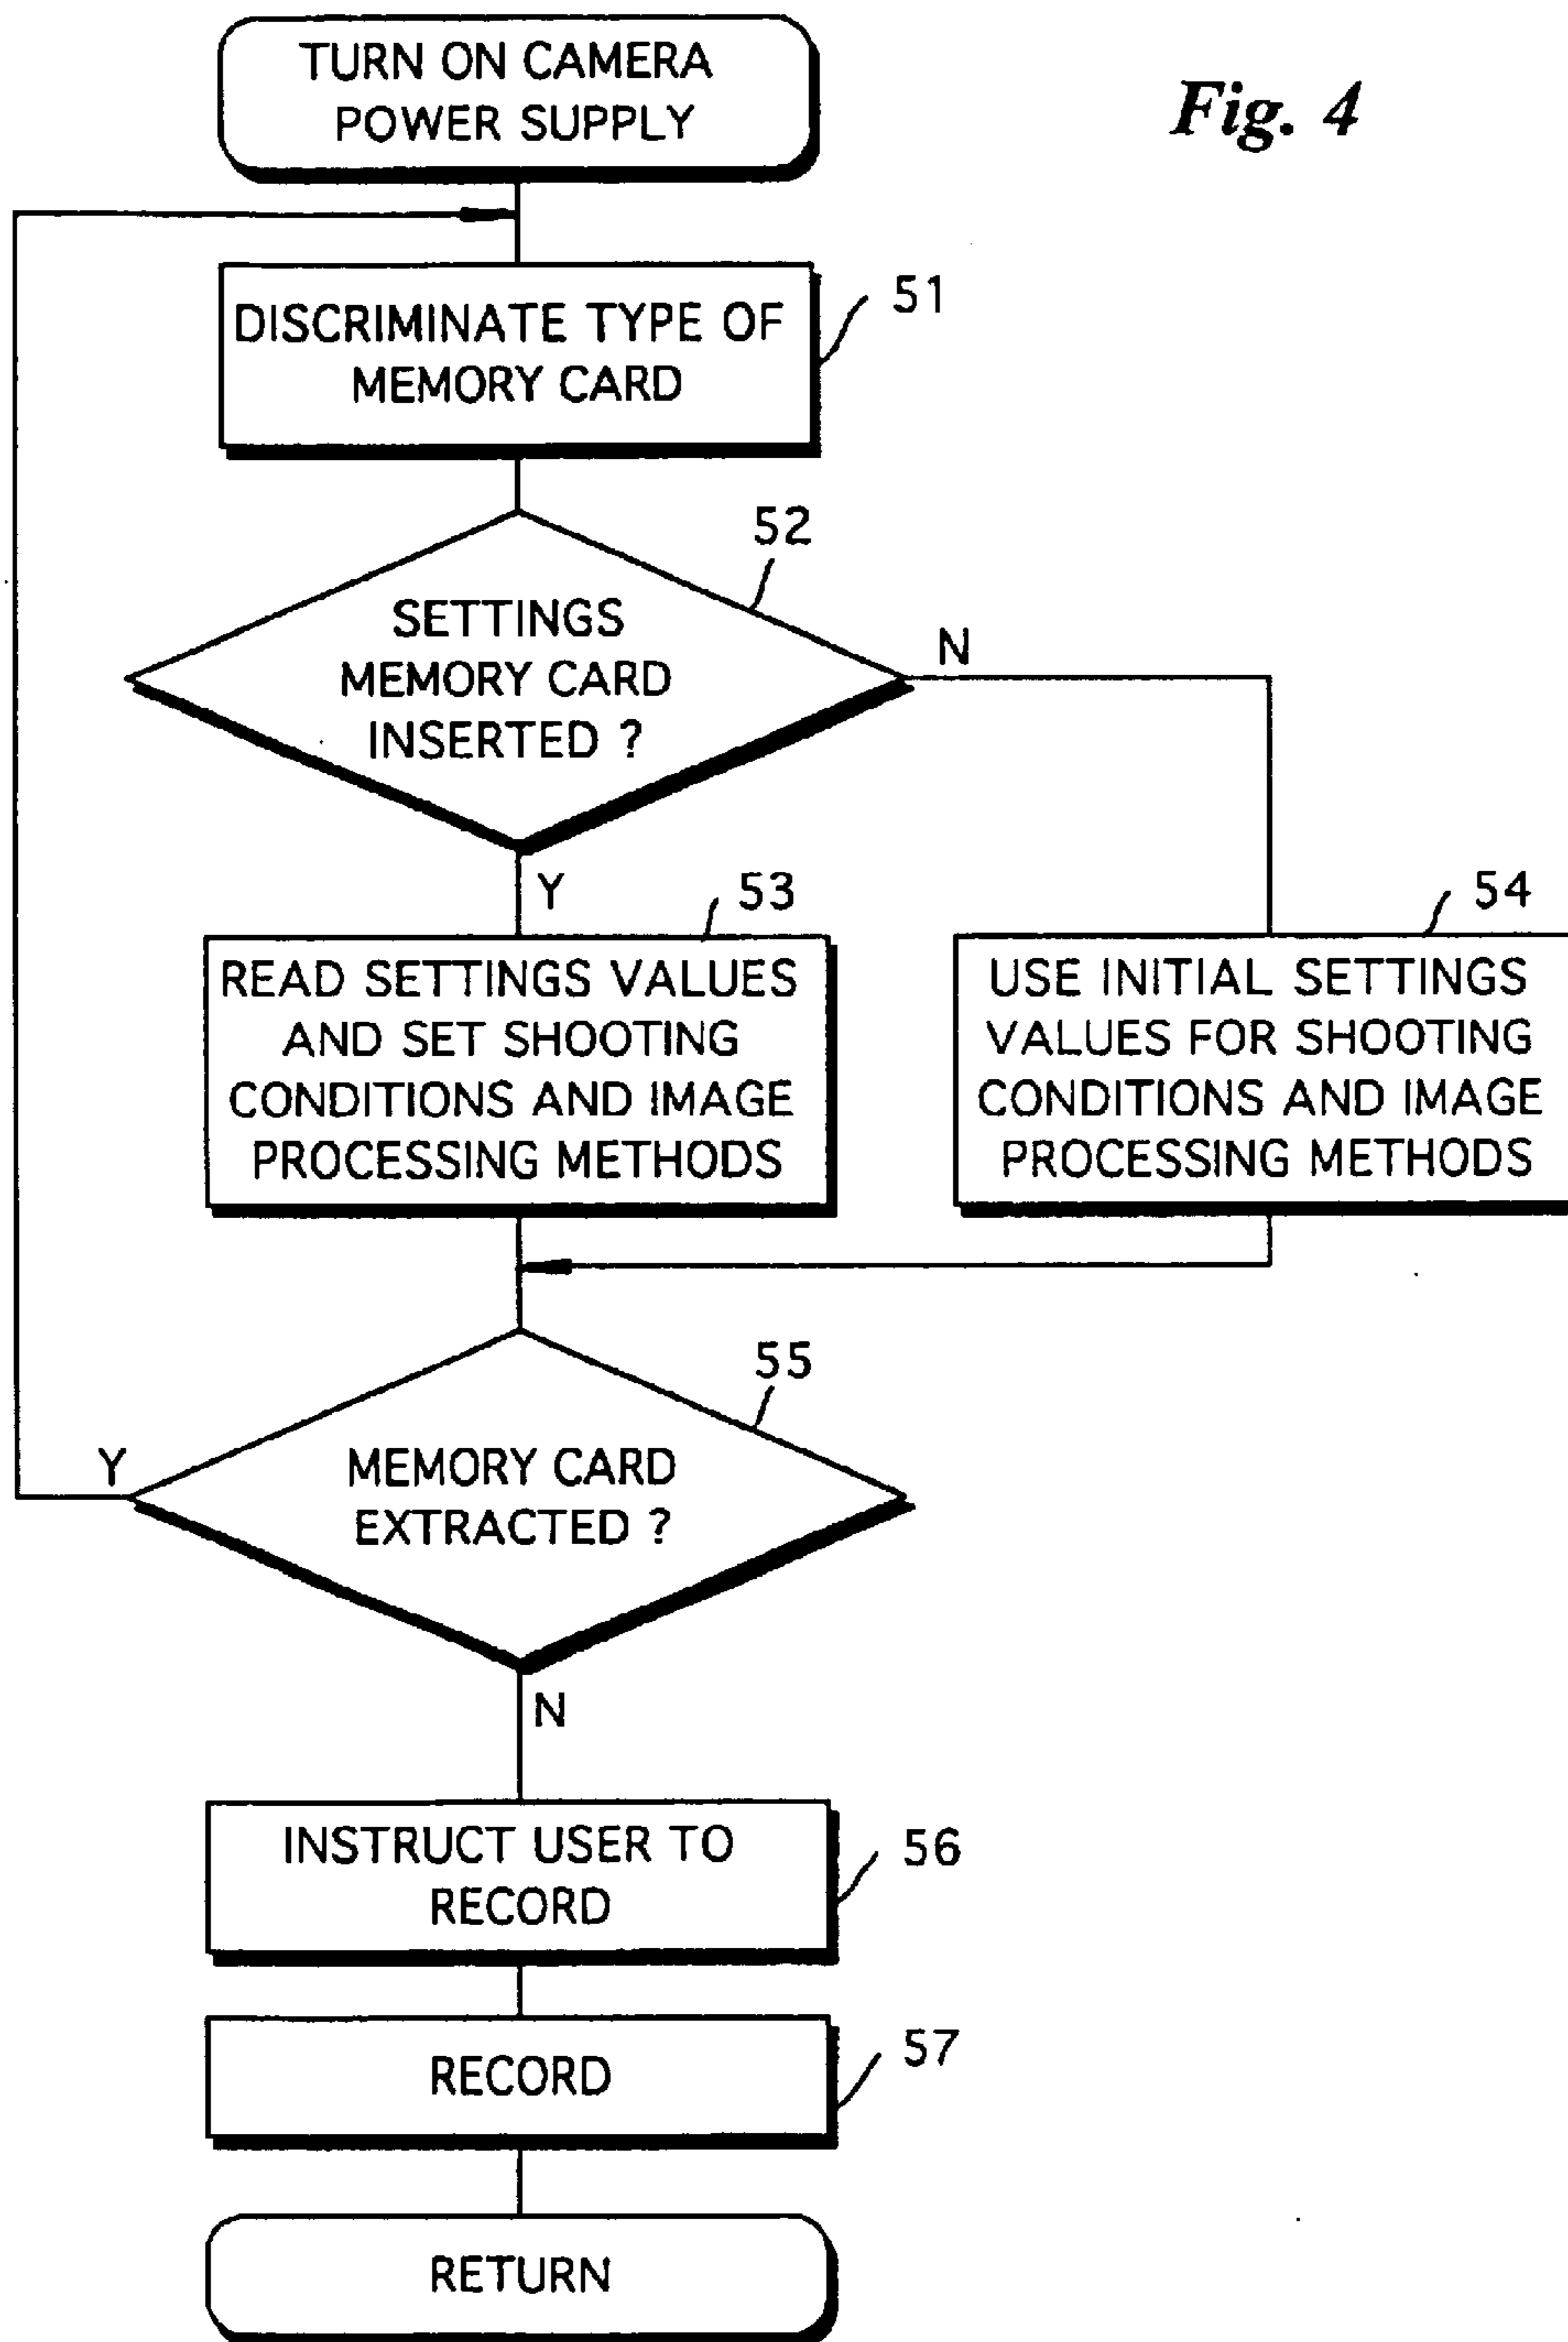 TURN ON CAMERA
POWER SUPPLY
Fig. 4
DISCRIMINATE TYPE OF
MEMORY CARD
51
52
SETTINGS
MEMORY CARD
INSERTED ?
N
Y
53
READ SETTINGS VALUES
AND SET SHOOTING
CONDITIONS AND IMAGE
PROCESSING METHODS
54
USE INITIAL SETTINGS
VALUES FOR SHOOTING
CONDITIONS AND IMAGE
PROCESSING METHODS
55
Y
MEMORY CARD
EXTRACTED ?
N
INSTRUCT USER TO
RECORD
56
RECORD
57
RETURN